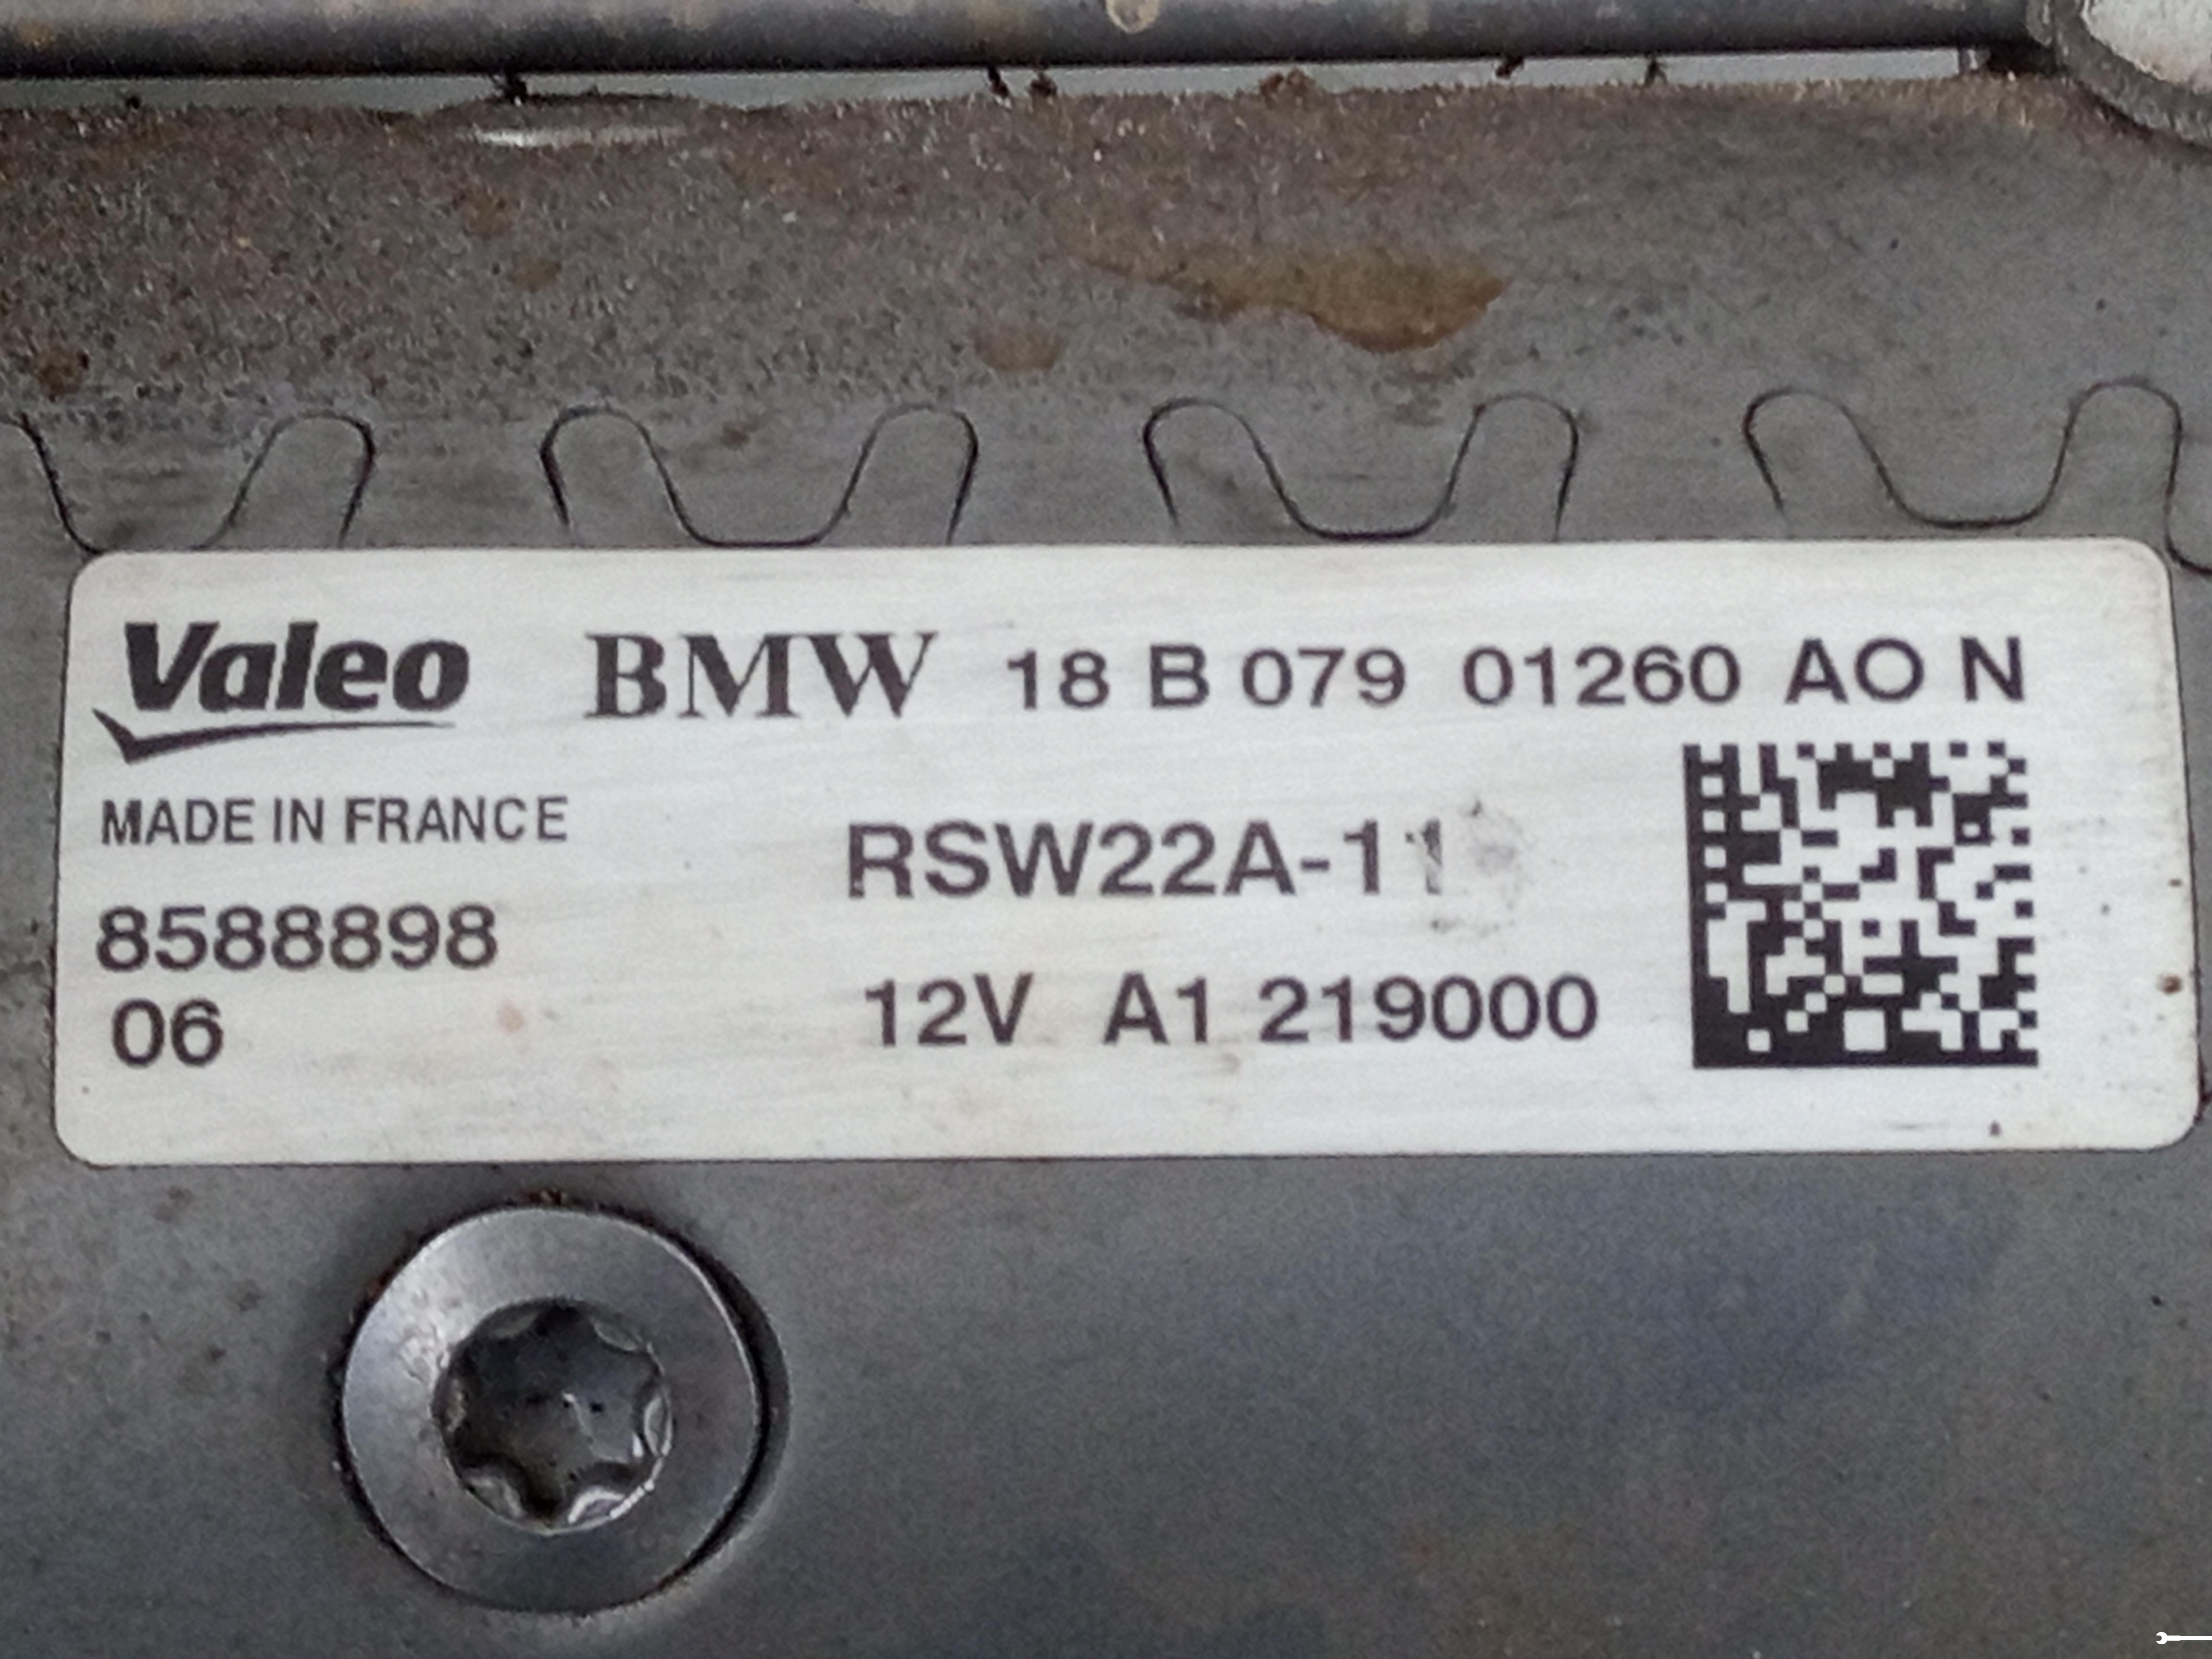 Valeo BMW 18 B 079 01260 AO N
MADE IN FRANCE
RSW22A-11
8588898
12V A1 219000
06